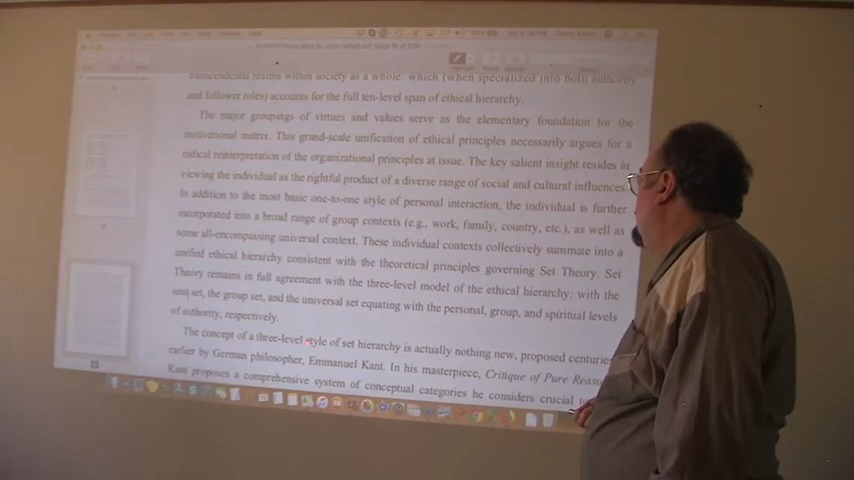 transcendental realms within society as a whole, which (when specialized into both authority
and follower roles) accounts for the full ten-level span of ethical hierarchy.
The major groupings of virtues and values serve as the elementary foundation for the
motivational matrix. This grand-scale unification of ethical principles necessarily argues for a
radical reinterpretation of the organizational principles at issue. The key salient insight resides in
viewing the individual as the rightful product of a diverse range of social and cultural influences.
In addition to the most basic one-to-one style of personal interaction, the individual is further
incorporated into a broad range of group contexts (e.g., work, family, country, etc.), as well as
some all-encompassing universal context. These individual contexts collectively summate into a
unified ethical hierarchy consistent with the theoretical principles governing Set Theory. Set
Theory remains in full agreement with the three-level model of the ethical hierarchy: with the
unit set, the group set, and the universal set equating with the personal, group, and spiritual levels
of authority, respectively.
The concept of a three-level style of set hierarchy is actually nothing new, proposed centuries
earlier by German philosopher, Emmanuel Kant. In his masterpiece, Critique of Pure Reaso
Kant proposes a comprehensive system of conceptual categories he considers crucial to